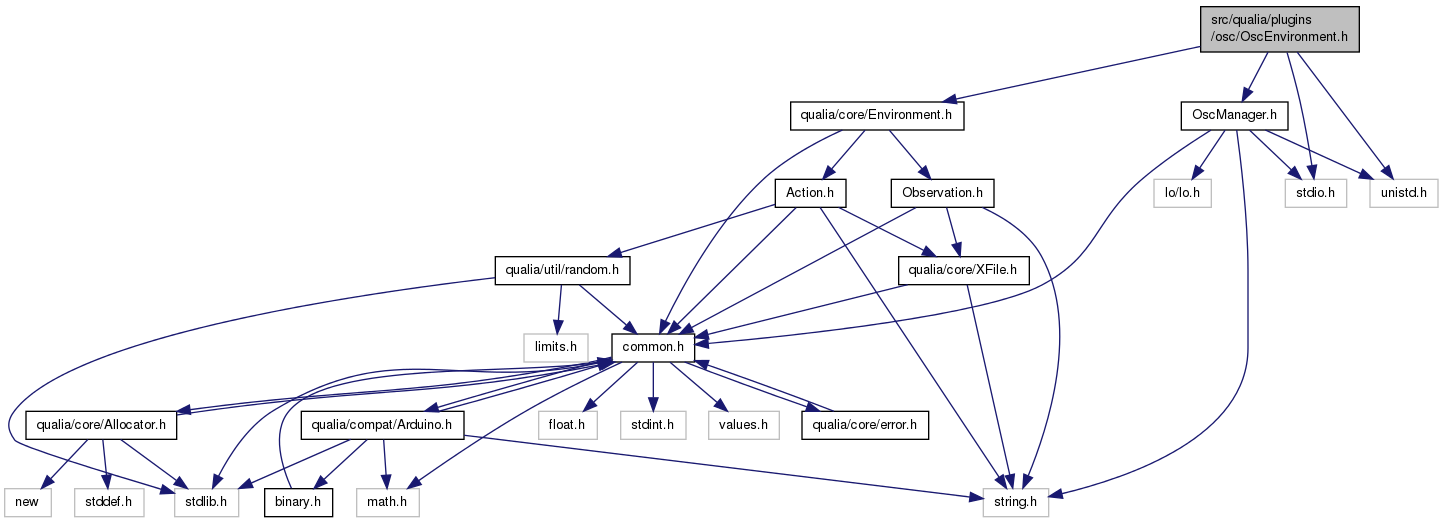 src/qualia/plugins
/osc/OscEnvironment.h
qualia/core/Environment.h
OscManager.h
Action.h
Observation.h
lo/lo.h
stdio.h
unistd.h
qualia/util/random.h
qualia/core/XFile.h
limits.h
common.h
qualia/core/Allocator.h
qualia/compat/Arduino.h
float.h
stdint.h
values.h
qualia/core/error.h
new
stddef.h
stdlib.h
binary.h
math.h
string.h